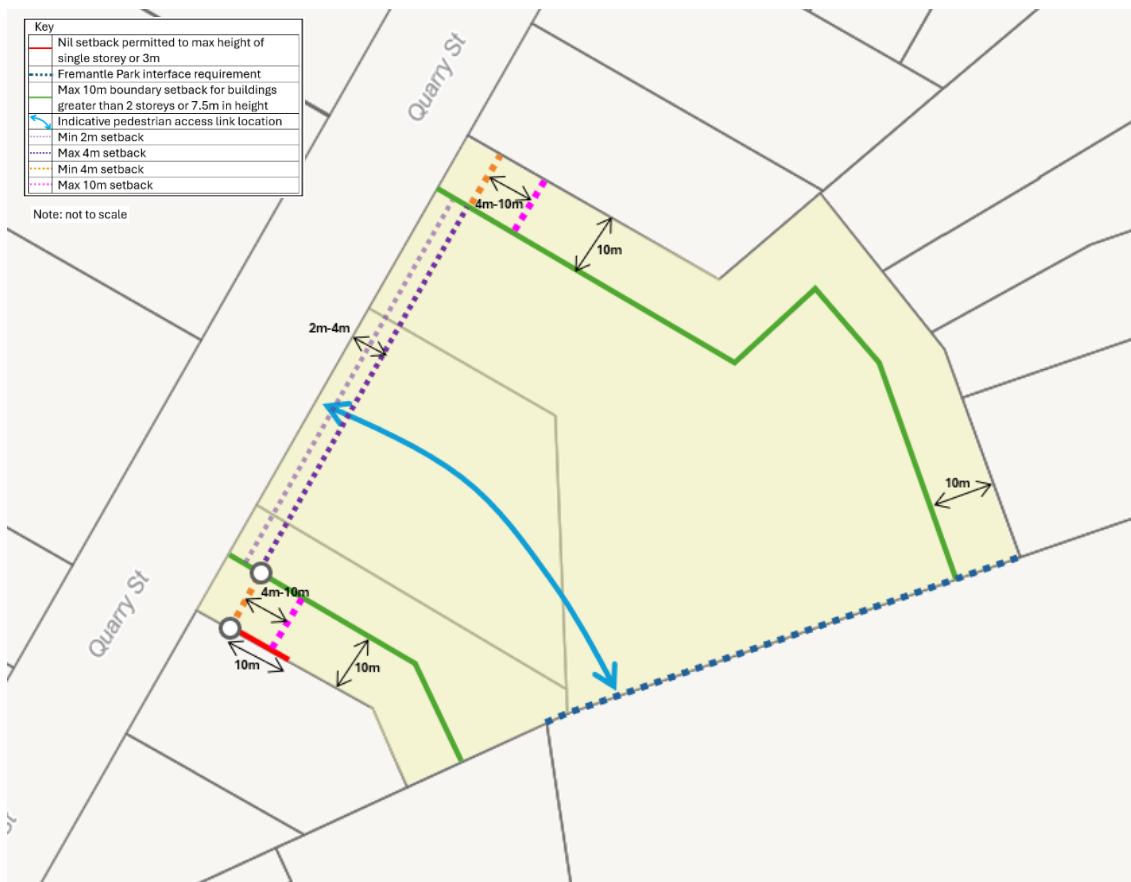 Key
Nil setback permitted to max height of
single storey or 3m
Fremantle Park interface requirement
Max 10m boundary setback for buildings
greater than 2 storeys or 7.5m in height
Indicative pedestrian access link location
Min 2m setback
Max 4m setback
Min 4m setback
Max 10m setback
Note: not to scale
Quarry St
4m-10m
10m
2m-4m
10m
Quarry St
4m-10m
10m
10m
St